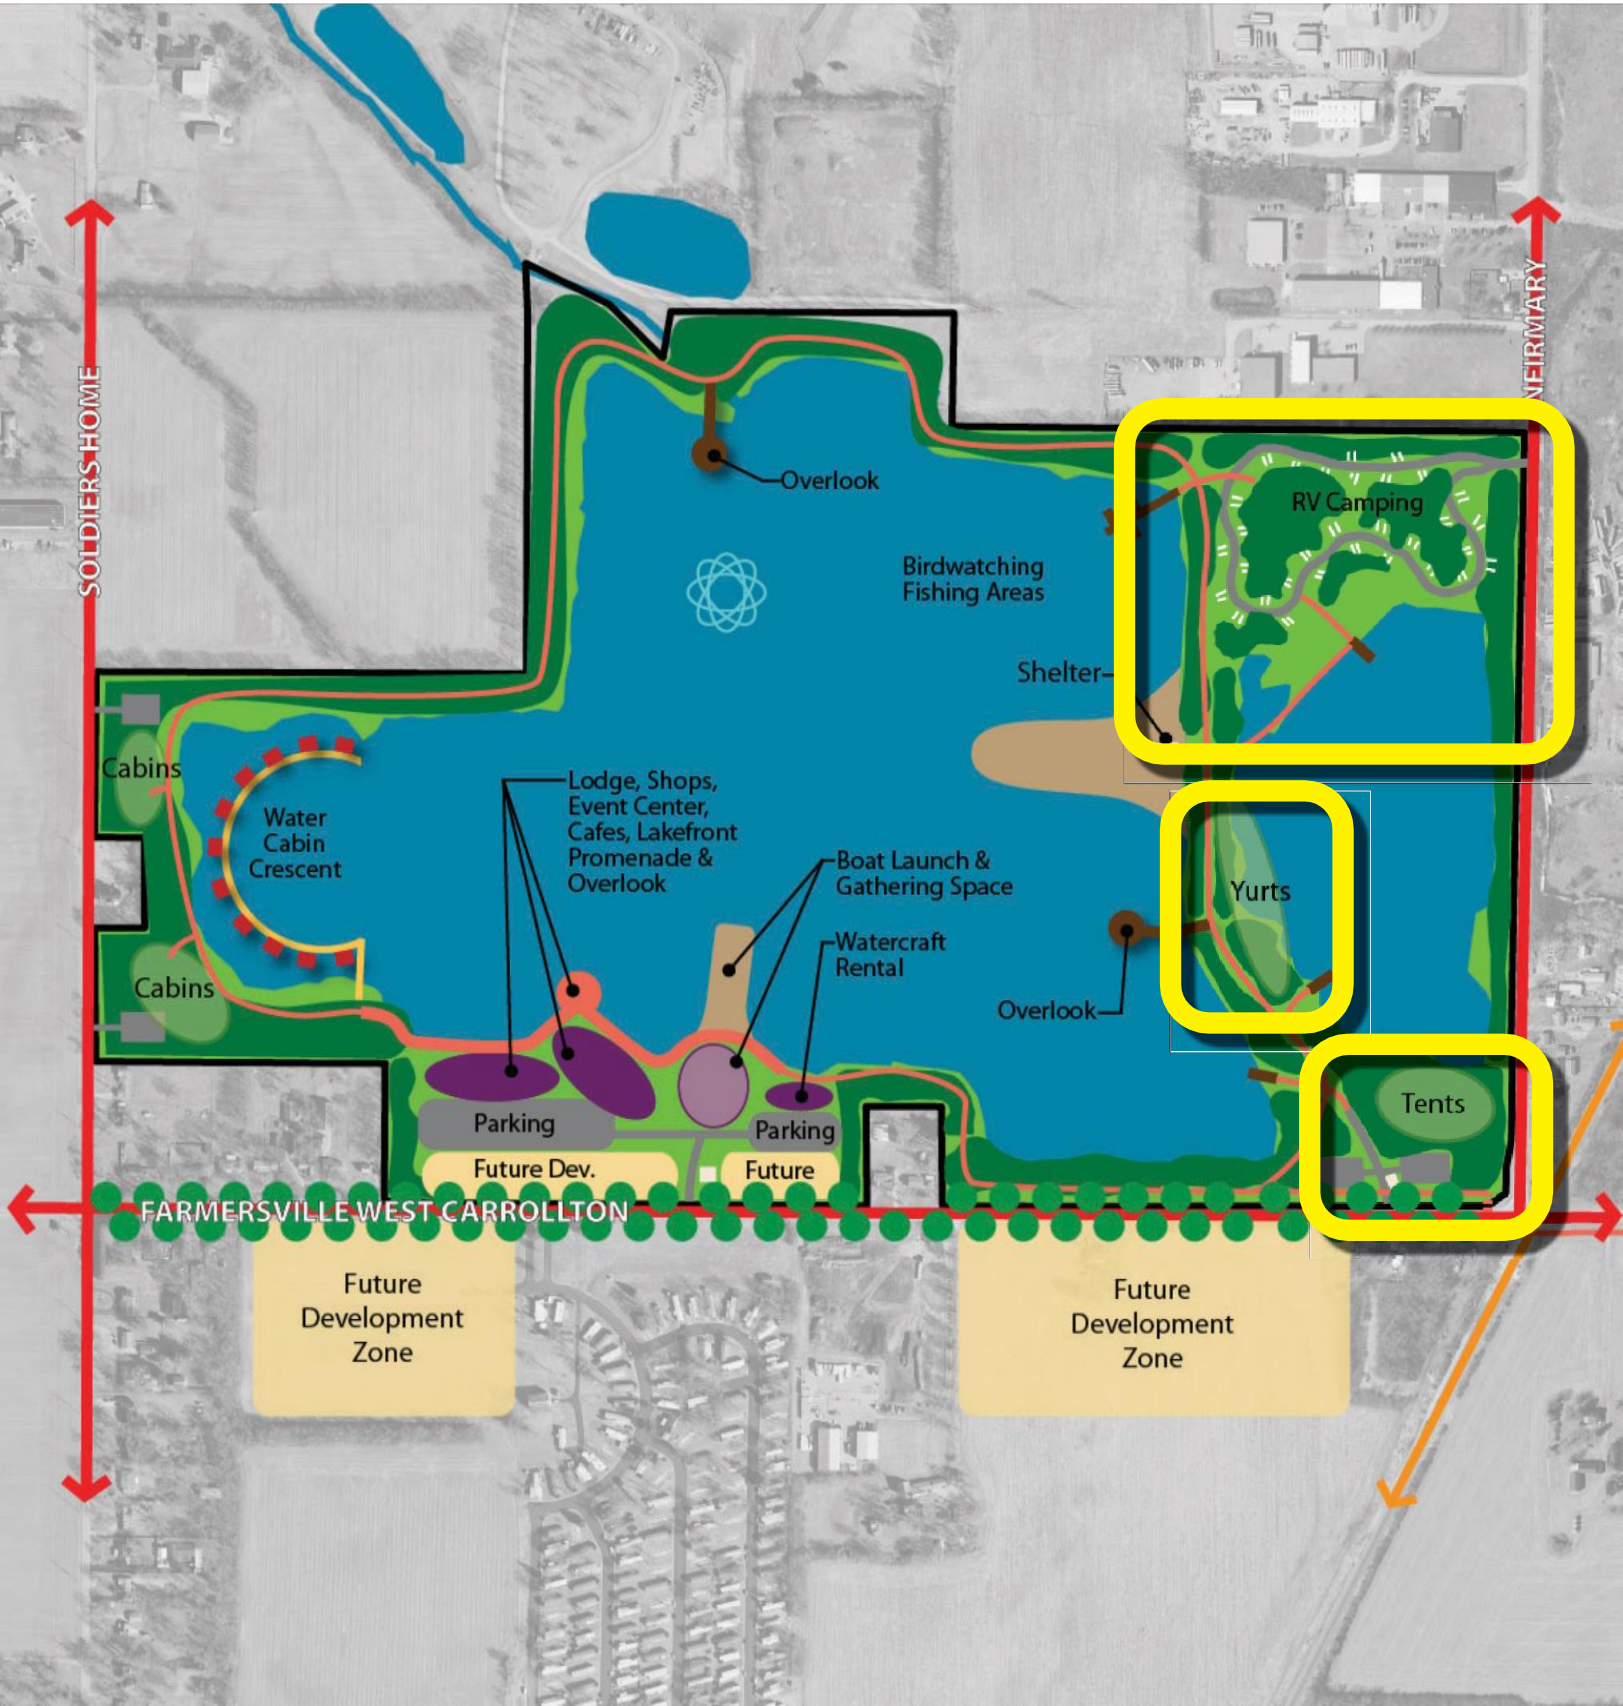 SOLDIERS HOME
NFIRMARY
RV Camping
Overlook
Birdwatching
Fishing Areas
Shelter
Cabins
Water
Cabin
Crescent
Lodge, Shops,
Event Center,
Cafes, Lakefront
Promenade &
Overlook
Boat Launch &
Gathering Space
Yurts
Watercraft
Rental
Cabins
Overlook
Tents
Parking
Parking
Future Dev.
Future
FARMERSVILLE WEST CARROLLTON
Future
Development
Zone
Future
Development
Zone